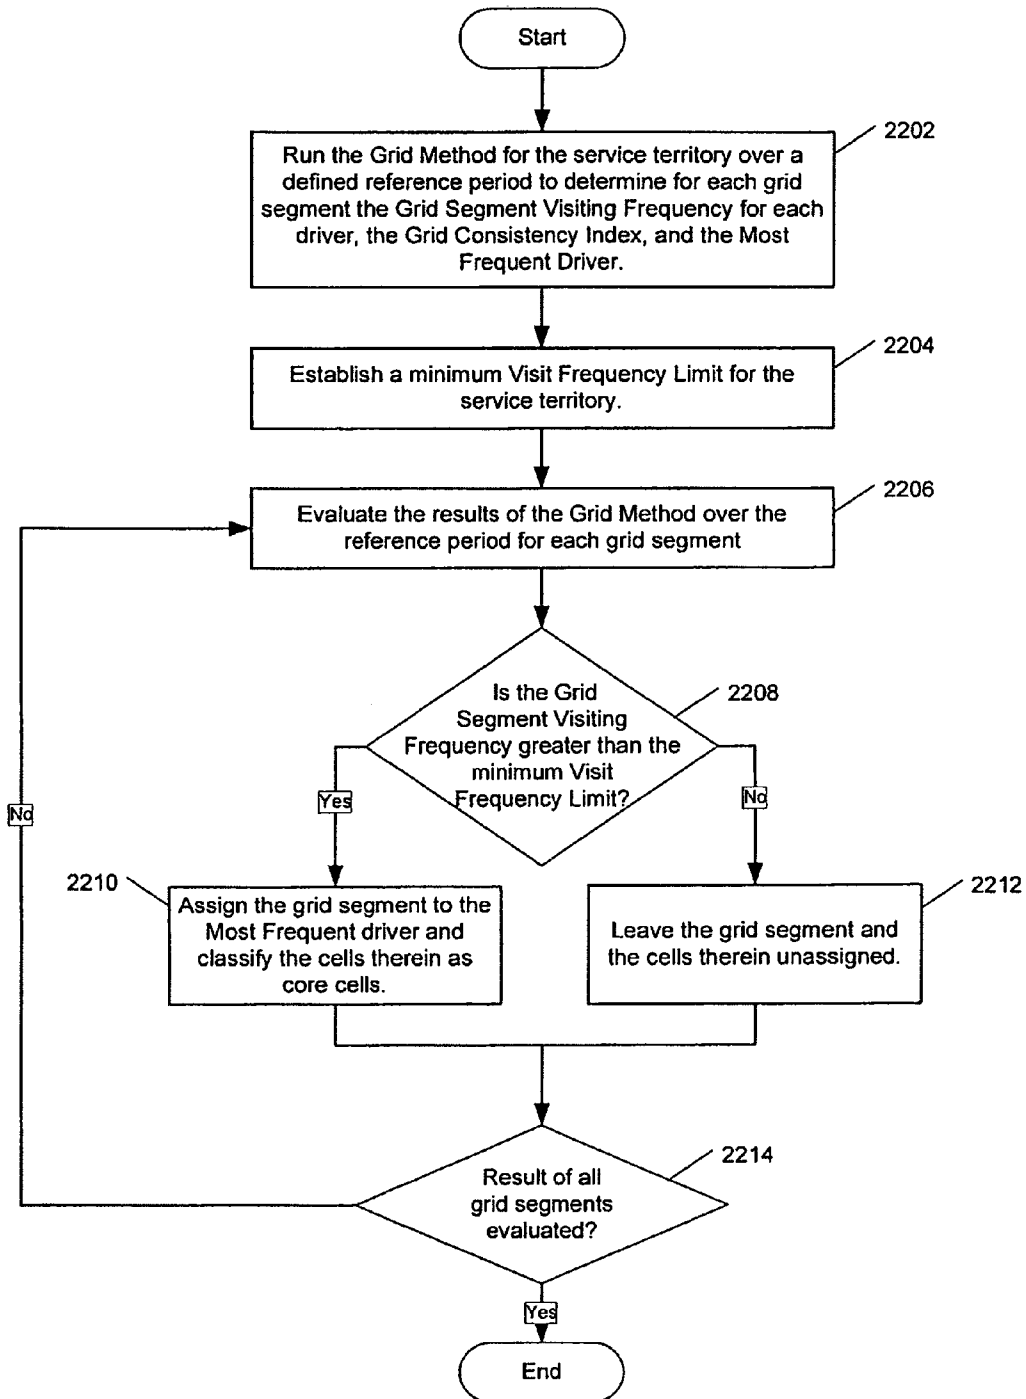 Start
2202
Run the Grid Method for the service territory over a
defined reference period to determine for each grid
segment the Grid Segment Visiting Frequency for each
driver, the Grid Consistency Index, and the Most
Frequent Driver.
2204
Establish a minimum Visit Frequency Limit for the
service territory.
2206
Evaluate the results of the Grid Method over the
reference period for each grid segment
2208
Is the Grid
Segment Visiting
Frequency greater than the
minimum Visit
Frequency Limit?
Yes
No
No
2210
Assign the grid segment to the
Most Frequent driver and
classify the cells therein as
core cells.
2212
Leave the grid segment and
the cells therein unassigned.
2214
Result of all
grid segments
evaluated?
Yes
End